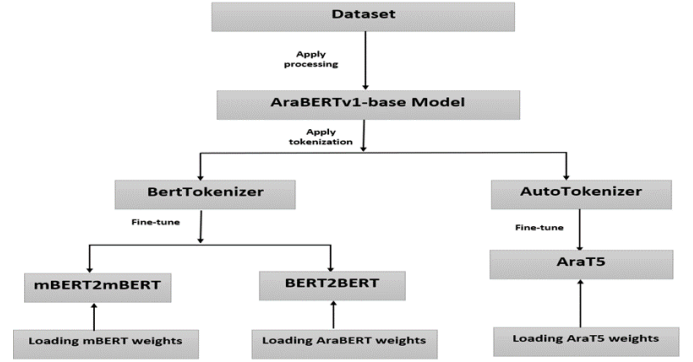 Dataset
Apply
processing
AraBERTv1-base Model
Apply
tokenization
BertTokenizer
AutoTokenizer
Fine-tune
Fine-tune
mBERT2mBERT
BERT2BERT
AraT5
Loading mBERT weights
Loading AraBERT weights
Loading AraT5 weights